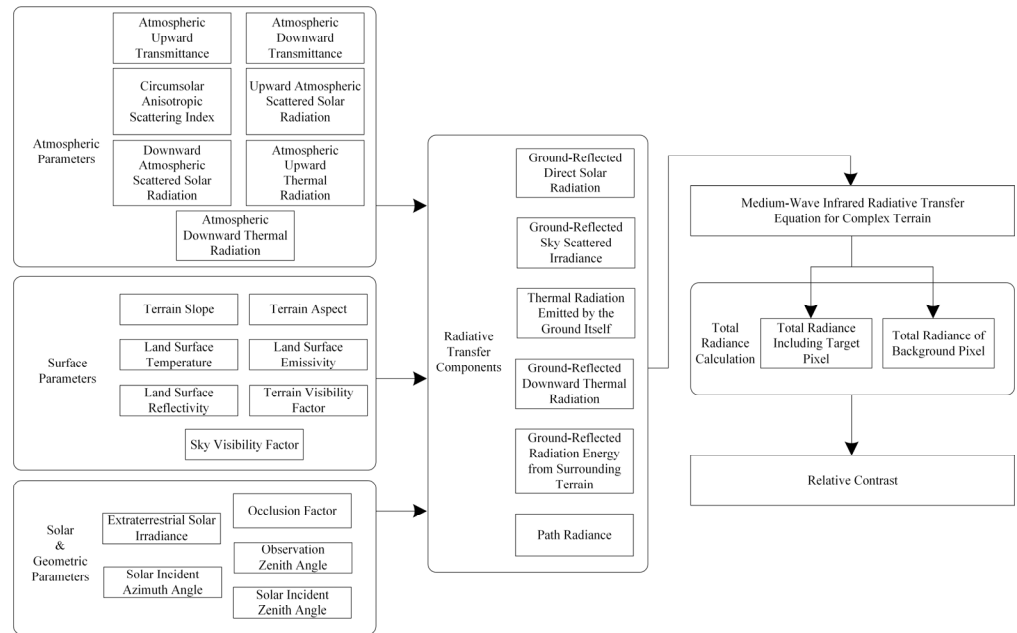 Atmospheric
Upward
Transmittance
Atmospheric
Downward
Transmittance
Circumsolar
Anisotropic
Scattering Index
Upward Atmospheric
Scattered Solar
Radiation
Atmospheric
Parameters
Downward
Atmospheric
Scattered Solar
Radiation
Atmospheric
Upward
Thermal
Radiation
Atmospheric
Downward Thermal
Radiation
Terrain Slope
Terrain Aspect
Surface
Parameters
Land Surface
Temperature
Land Surface
Emissivity
Land Surface
Reflectivity
Terrain Visibility
Factor
Sky Visibility Factor
Solar
&
Geometric
Parameters
Extraterrestrial Solar
Irradiance
Occlusion Factor
Solar Incident
Azimuth Angle
Observation
Zenith Angle
Solar Incident
Zenith Angle
Radiative
Transfer
Components
Ground-Reflected
Direct Solar
Radiation
Ground-Reflected
Sky Scattered
Irradiance
Thermal Radiation
Emitted by the
Ground Itself
Ground-Reflected
Downward Thermal
Radiation
Ground-Reflected
Radiation Energy
from Surrounding
Terrain
Path Radiance
Medium-Wave Infrared Radiative Transfer
Equation for Complex Terrain
Total
Radiance
Calculation
Total Radiance
Including Target
Pixel
Total Radiance of
Background Pixel
Relative Contrast